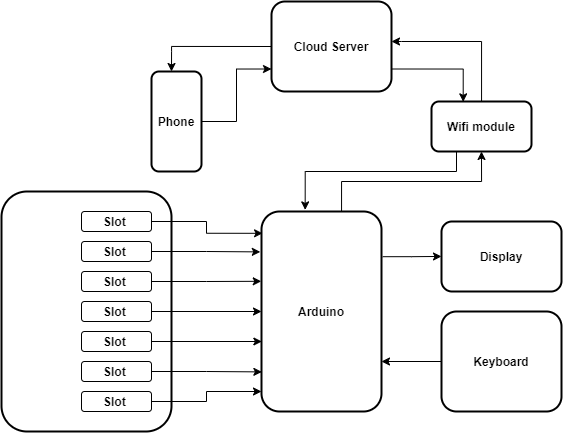 Cloud Server
Phone
Wifi module
Slot
Slot
Slot
Slot
Slot
Slot
Slot
Arduino
Display
Keyboard